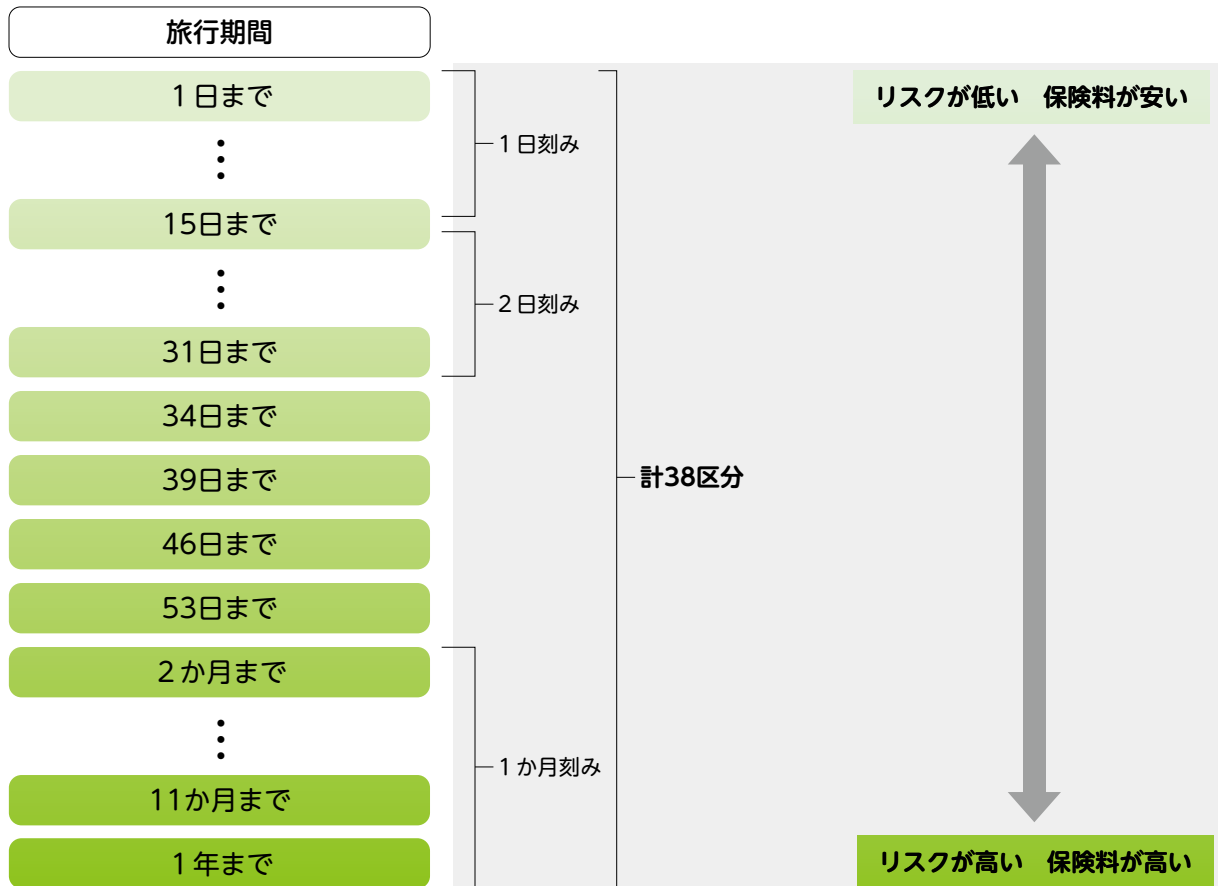 旅行期間
1日まで
15日まで
31日まで
34日まで
39日まで
46日まで
53日まで
2か月まで
11か月まで
1年まで
1日刻み
2日刻み
1か月刻み
計38区分
リスクが低い　保険料が安い
リスクが高い　保険料が高い